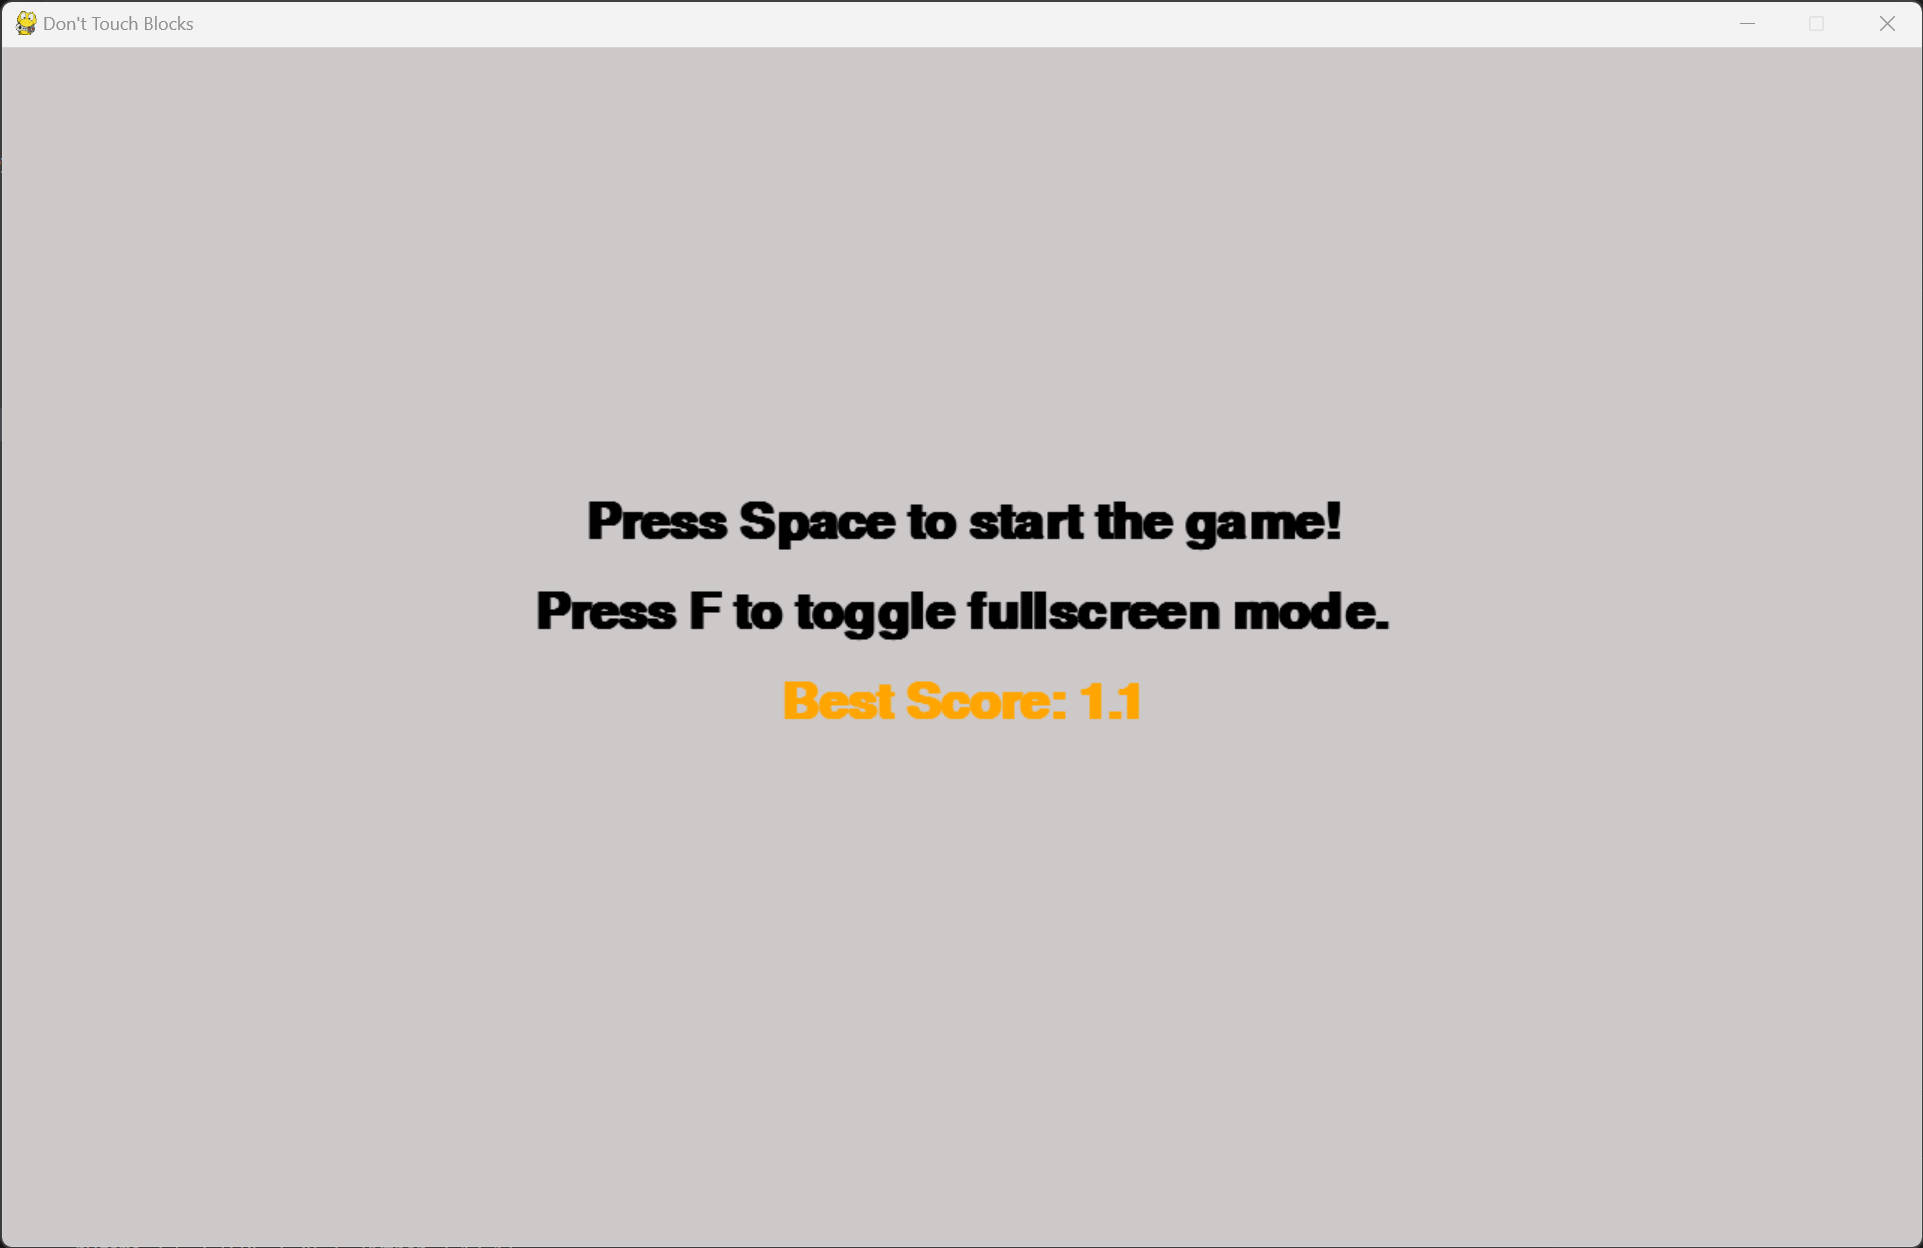 Don't Touch Blocks
Press Space to start the game!
Press F to toggle fullscreen mode.
Best Score: 1.1